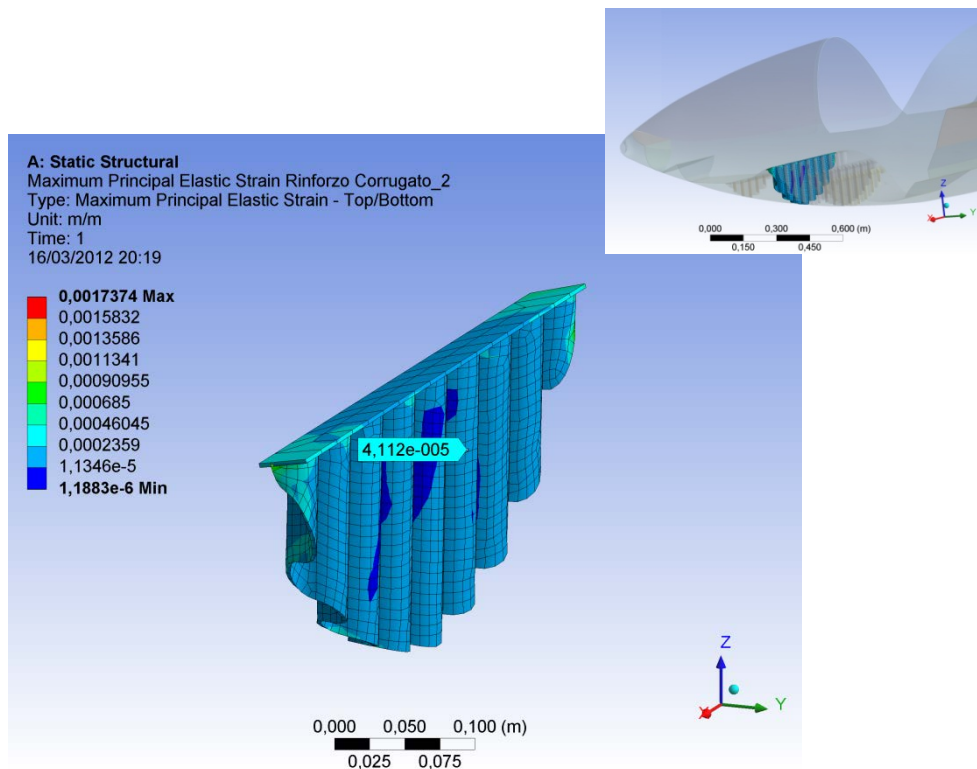 0,000
0,300
0,600 (m)
0,150
0,450
Z
Y
X
A: Static Structural
Maximum Principal Elastic Strain Rinforzo Corrugato_2
Type: Maximum Principal Elastic Strain - Top/Bottom
Unit: m/m
Time: 1
16/03/2012 20:19
0,0017374 Max
0,0015832
0,0013586
0,0011341
0,00090955
0,000685
0,00046045
0,0002359
1,1346e-5
1,1883e-6 Min
4,112e-005
Z
Y
X
0,000
0,050
0,100 (m)
0,025
0,075